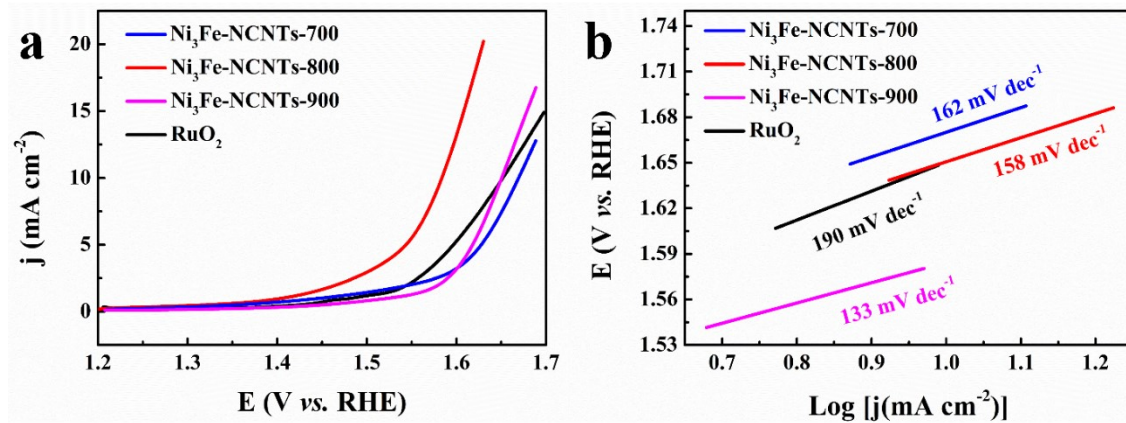 a
Ni₃Fe-NCNTs-700
Ni₃Fe-NCNTs-800
Ni₃Fe-NCNTs-900
RuO₂
20
15
10
5
0
j (mA cm⁻²)
1.2 1.3 1.4 1.5 1.6 1.7
E (V vs. RHE)
b
Ni₃Fe-NCNTs-700
Ni₃Fe-NCNTs-800
Ni₃Fe-NCNTs-900
RuO₂
162 mV dec⁻¹
158 mV dec⁻¹
190 mV dec⁻¹
133 mV dec⁻¹
1.74
1.71
1.68
1.65
1.62
1.59
1.56
1.53
E (V vs. RHE)
0.7 0.8 0.9 1.0 1.1 1.2
Log [j(mA cm⁻²)]